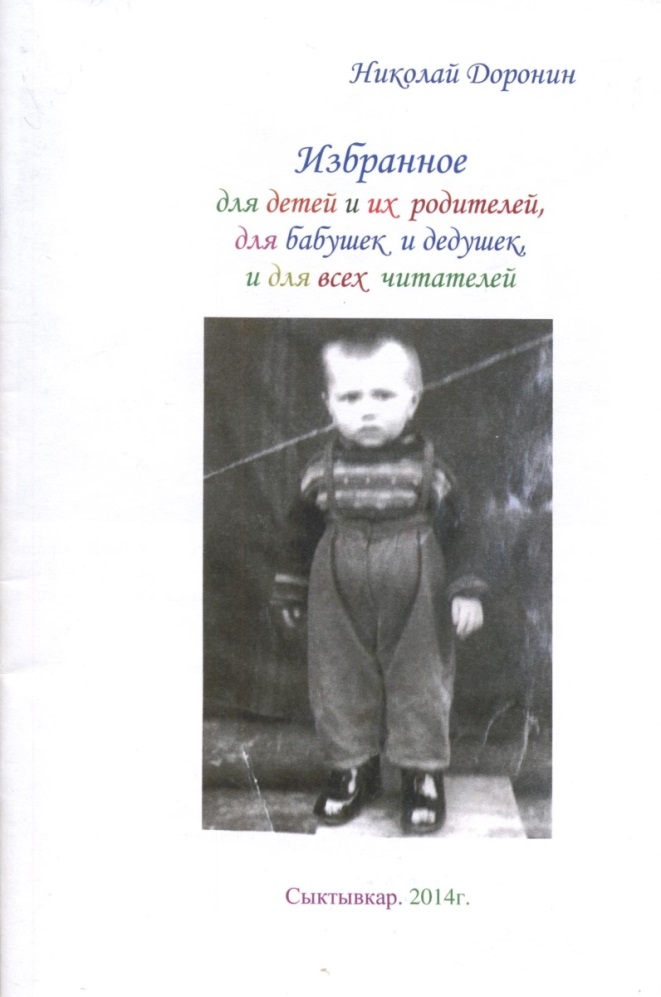 Николай Доронин
Избранное
для детей и их родителей,
для бабушек и дедушек,
и для всех читателей
Сыктывкар. 2014г.